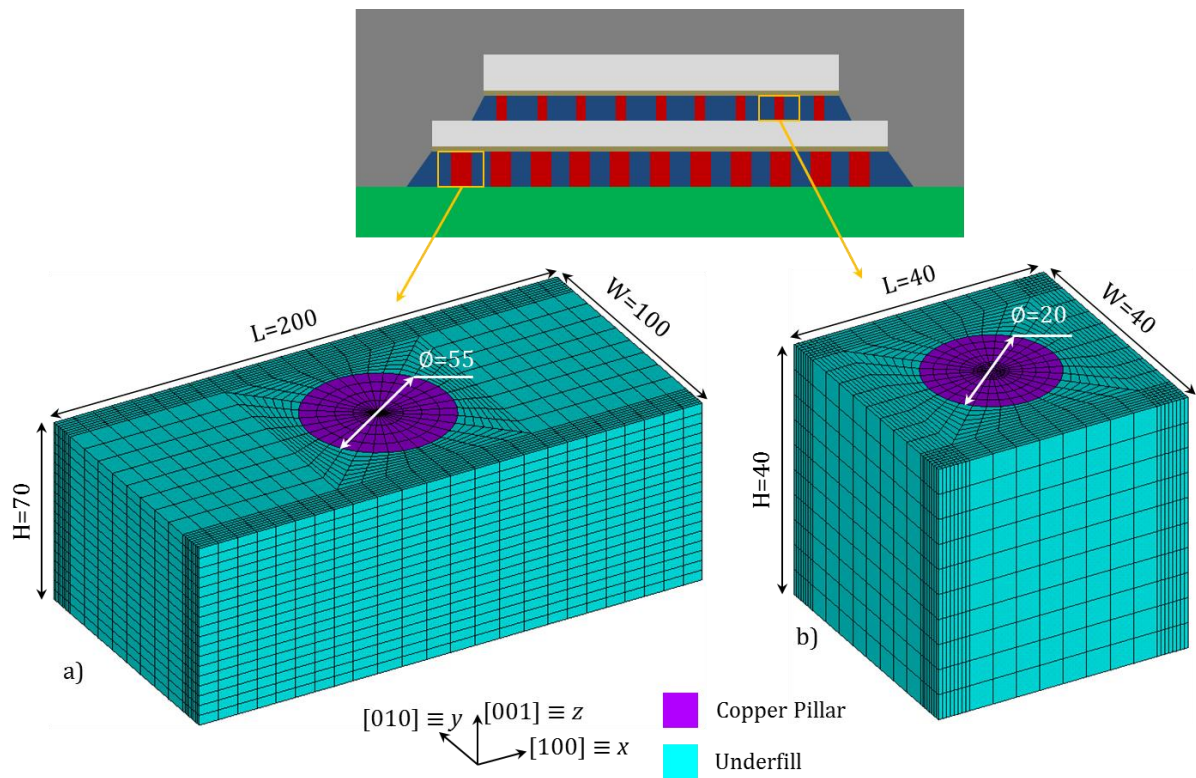 L=200
W=100
Ø=55
H=70
a)
L=40
W=40
Ø=20
H=40
b)
[010] ≡ y
[001] ≡ z
[100] ≡ x
Copper Pillar
Underfill